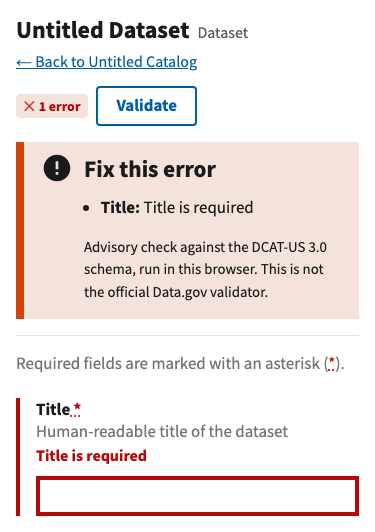 Untitled Dataset Dataset
← Back to Untitled Catalog
× 1 error Validate
! Fix this error
• Title: Title is required
Advisory check against the DCAT-US 3.0
schema, run in this browser. This is not
the official Data.gov validator.
Required fields are marked with an asterisk (*).
Title *
Human-readable title of the dataset
Title is required